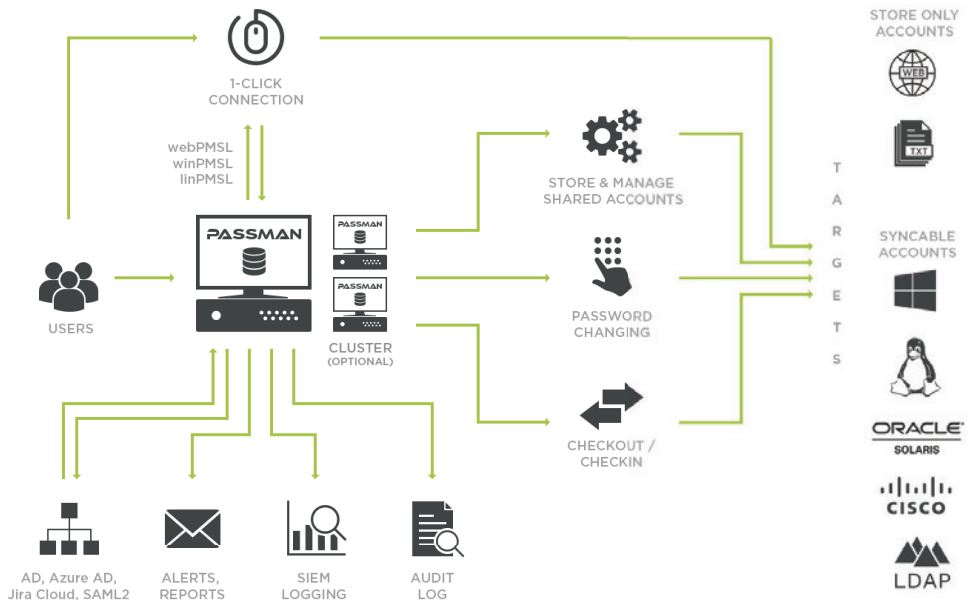 1-CLICK
CONNECTION
webPMSL
winPMSL
linPMSL
PASSMAN
PASSMAN
PASSMAN
CLUSTER
(OPTIONAL)
USERS
STORE & MANAGE
SHARED ACCOUNTS
PASSWORD
CHANGING
CHECKOUT /
CHECKIN
T
A
R
G
E
T
S
STORE ONLY
ACCOUNTS
WEB
TXT
SYNCABLE
ACCOUNTS
ORACLE
SOLARIS
CISCO
LDAP
AD, Azure AD,
Jira Cloud, SAML2
ALERTS,
REPORTS
SIEM
LOGGING
AUDIT
LOG